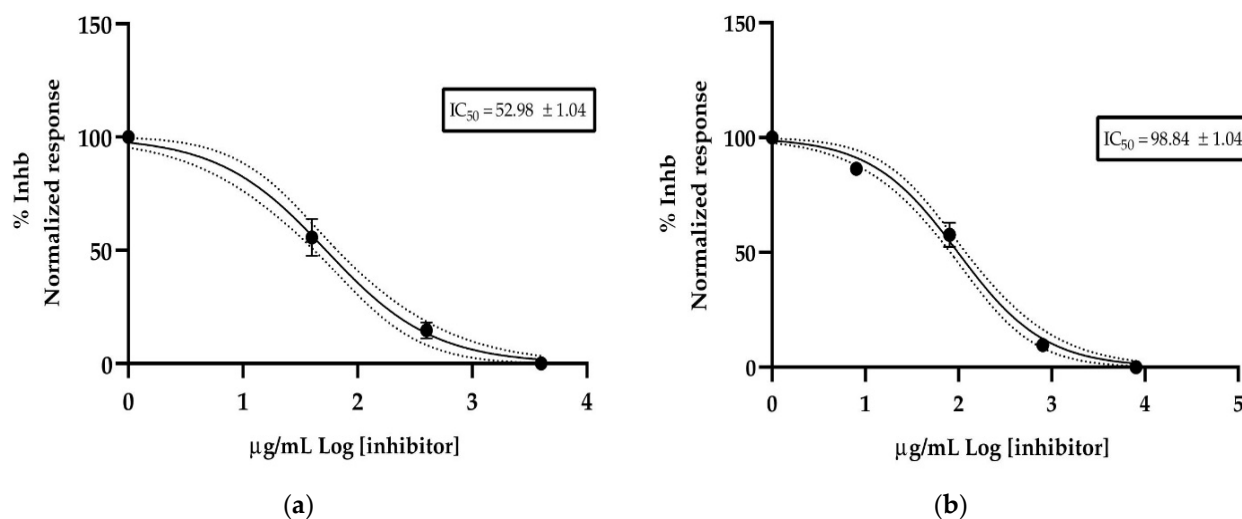 150
100
50
0
% Inhb
Normalized response
IC50 = 52.98 ± 1.04
0 1 2 3 4
μg/mL Log [inhibitor]
(a)
150
100
50
0
% Inhb
Normalized response
IC50 = 98.84 ± 1.04
0 1 2 3 4 5
μg/mL Log [inhibitor]
(b)